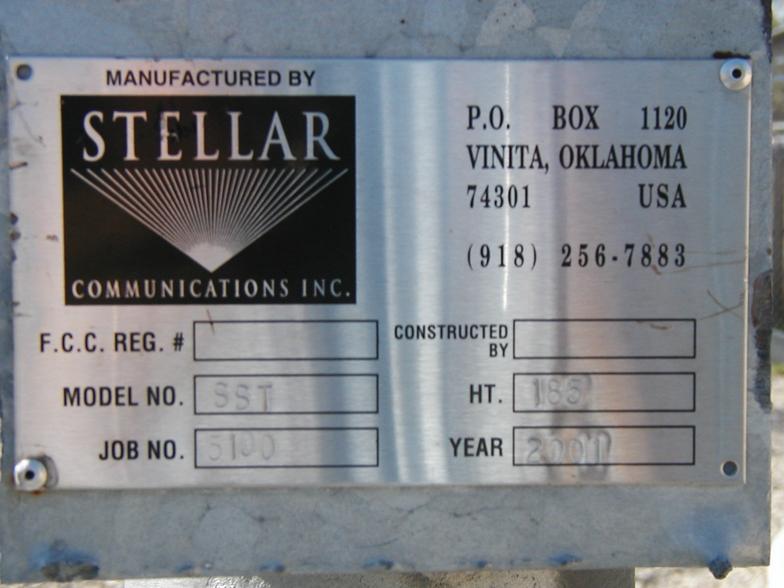 MANUFACTURED BY
STELLAR
COMMUNICATIONS INC.
P.O. BOX 1120
VINITA, OKLAHOMA
74301 USA
(918) 256-7883
F.C.C. REG. #
CONSTRUCTED BY
MODEL NO. SST
HT.
JOB NO. 5100
YEAR 2001